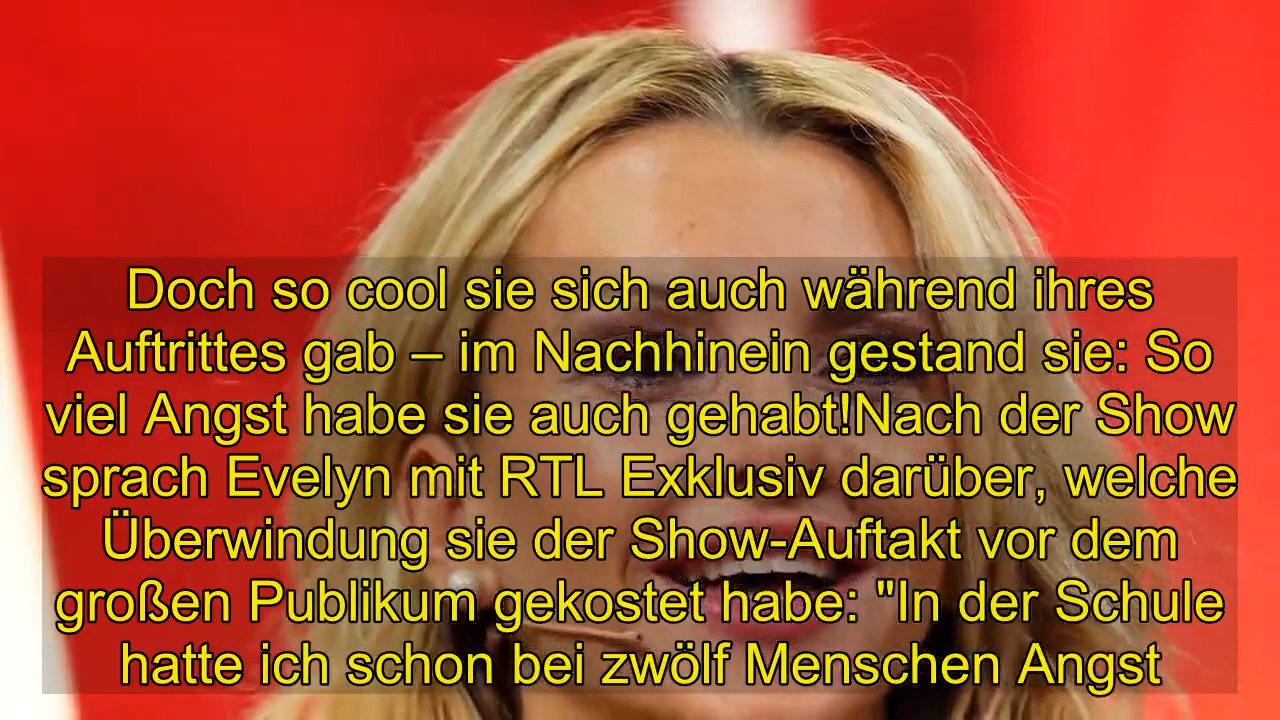 Doch so cool sie sich auch während ihres
Auftrittes gab – im Nachhinein gestand sie: So
viel Angst habe sie auch gehabt!Nach der Show
sprach Evelyn mit RTL Exklusiv darüber, welche
Überwindung sie der Show-Auftakt vor dem
großen Publikum gekostet habe: "In der Schule
hatte ich schon bei zwölf Menschen Angst